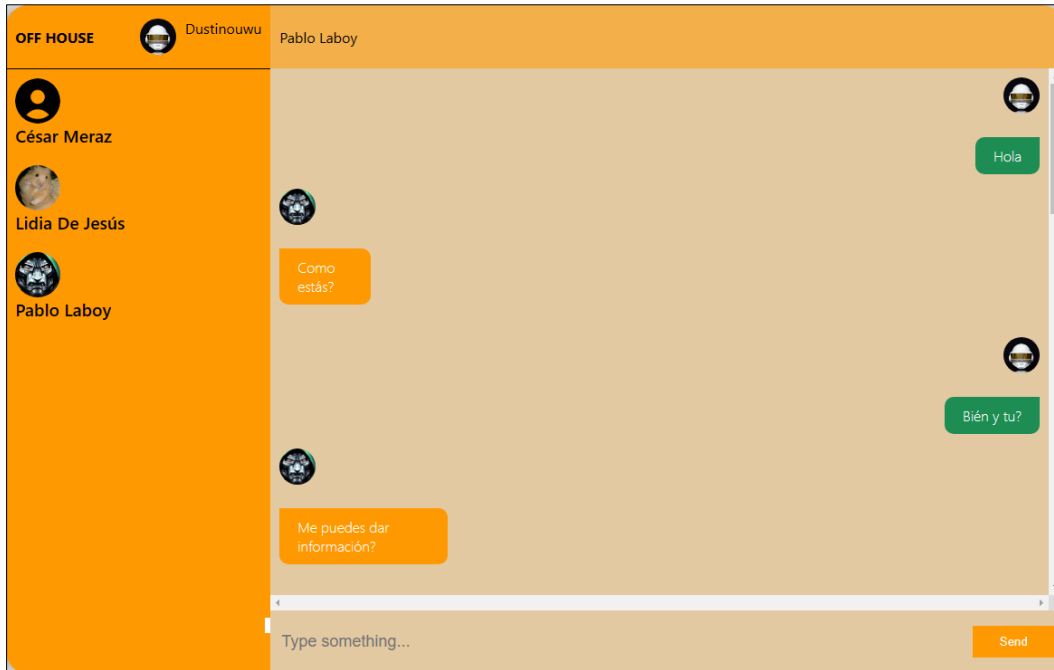 OFF HOUSE
Dustinouwu
César Meraz
Lidia De Jesús
Pablo Laboy
Pablo Laboy
Hola
Como
estás?
Bién y tu?
Me puedes dar
información?
Type something...
Send